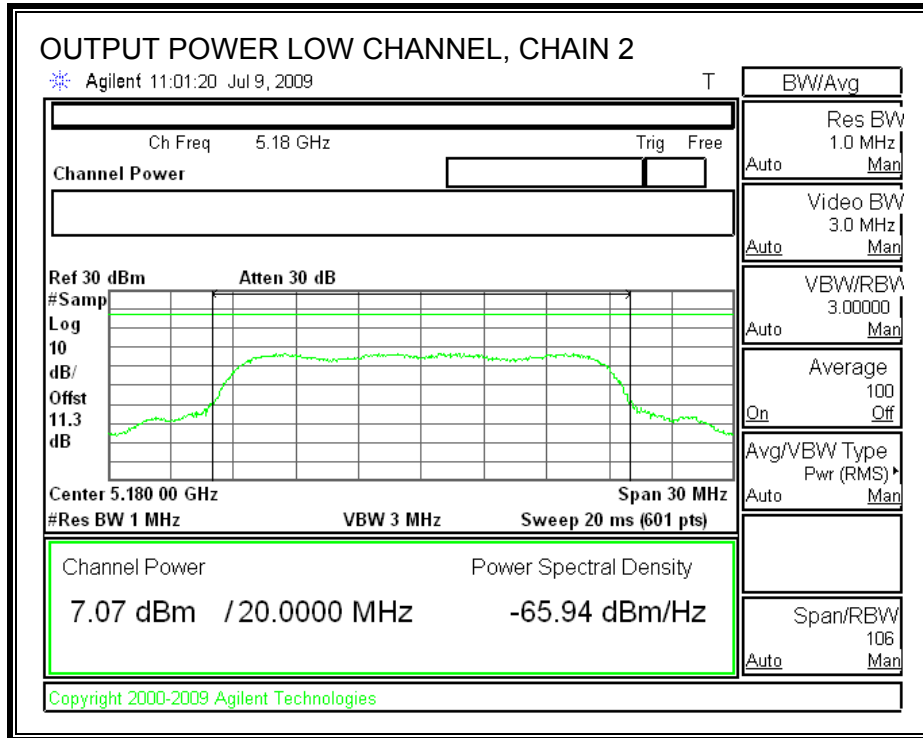 OUTPUT POWER LOW CHANNEL, CHAIN 2
Agilent 11:01:20 Jul 9, 2009 T
Ch Freq 5.18 GHz Trig Free
Channel Power
Ref 30 dBm Atten 30 dB
#Samp
Log
10
dB/
Offst
11.3
dB
Center 5.180 00 GHz Span 30 MHz
#Res BW 1 MHz VBW 3 MHz Sweep 20 ms (601 pts)
Channel Power Power Spectral Density
7.07 dBm / 20.0000 MHz -65.94 dBm/Hz
Copyright 2000-2009 Agilent Technologies
BW/Avg
Res BW
1.0 MHz
Auto Man
Video BW
3.0 MHz
Auto Man
VBW/RBW
3.00000
Auto Man
Average
100
On Off
Avg/VBW Type
Pwr (RMS)
Auto Man
Span/RBW
106
Auto Man